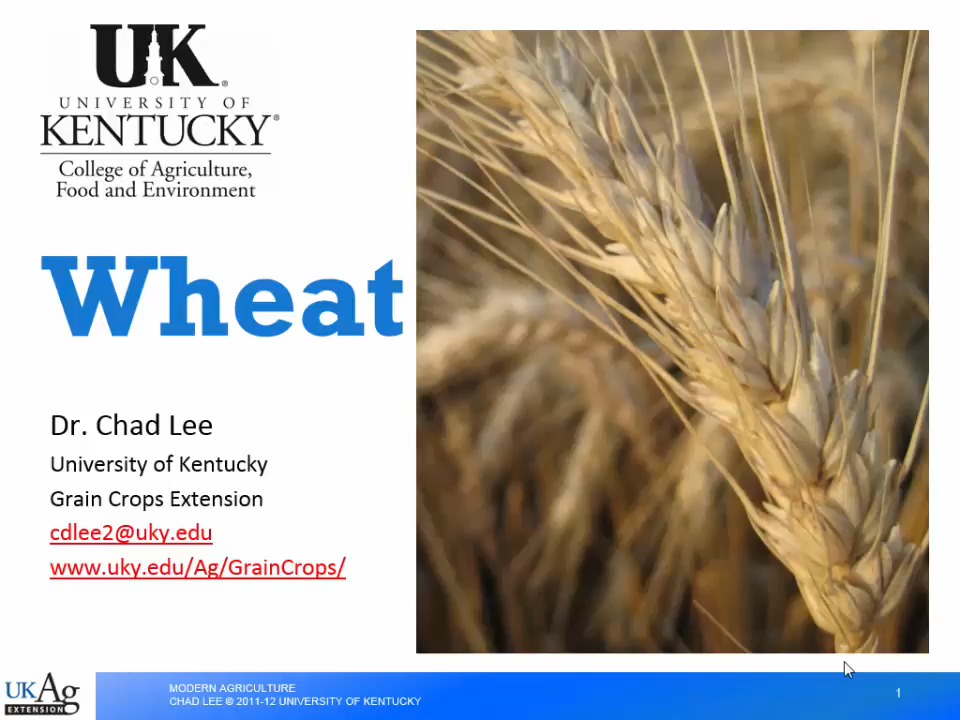 UK®
UNIVERSITY OF
KENTUCKY®
College of Agriculture,
Food and Environment
Wheat
Dr. Chad Lee
University of Kentucky
Grain Crops Extension
cdlee2@uky.edu
www.uky.edu/Ag/GrainCrops/
UKAg
EXTENSION
MODERN AGRICULTURE
CHAD LEE © 2011-12 UNIVERSITY OF KENTUCKY
1